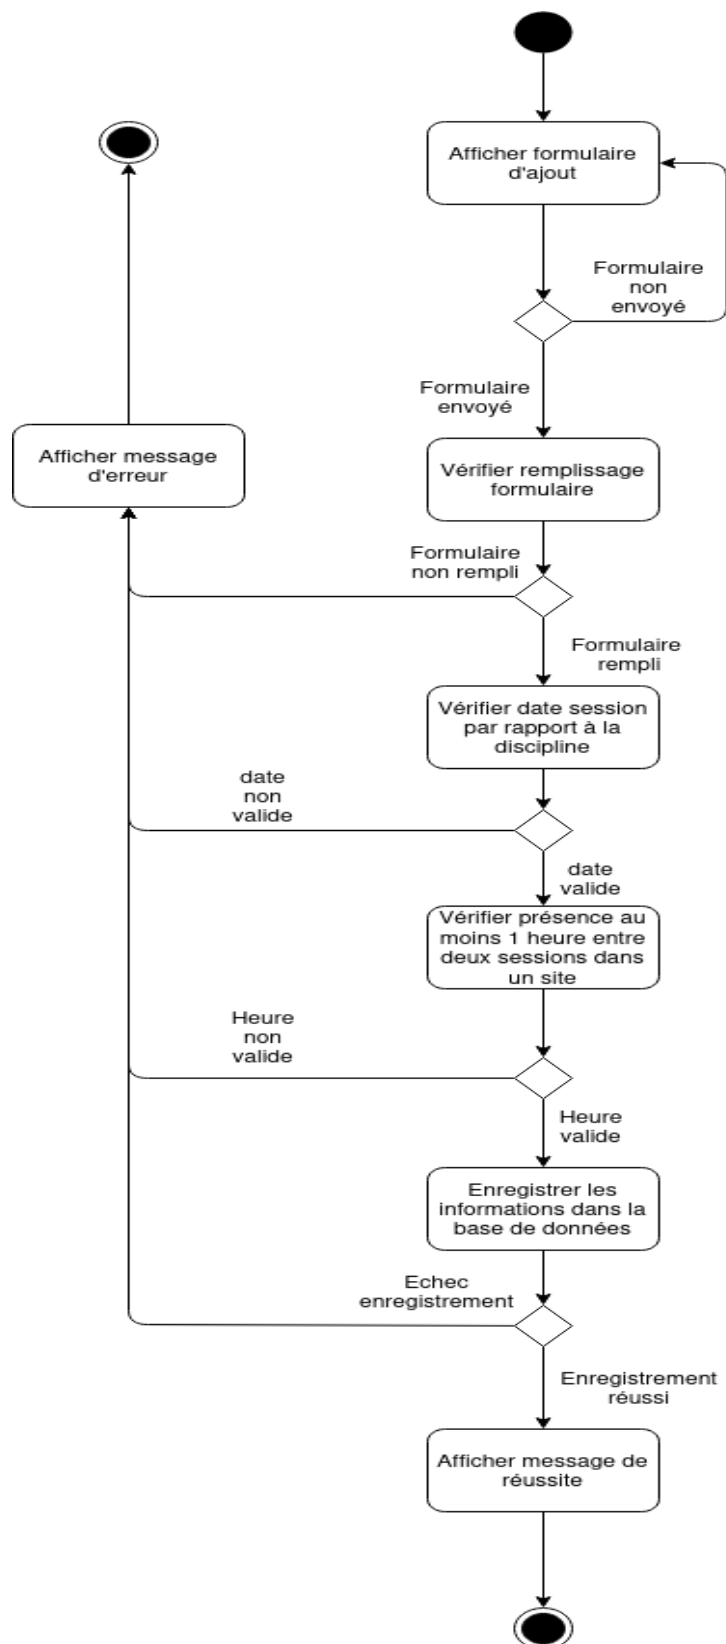 Afficher formulaire
d'ajout
Formulaire
non
envoyé
Formulaire
envoyé
Afficher message
d'erreur
Vérifier remplissage
formulaire
Formulaire
non rempli
Formulaire
rempli
Vérifier date session
par rapport à la
discipline
date
non
valide
date
valide
Vérifier présence au
moins 1 heure entre
deux sessions dans
un site
Heure
non
valide
Heure
valide
Enregistrer les
informations dans la
base de données
Echec
enregistrement
Enregistrement
réussi
Afficher message de
réussite